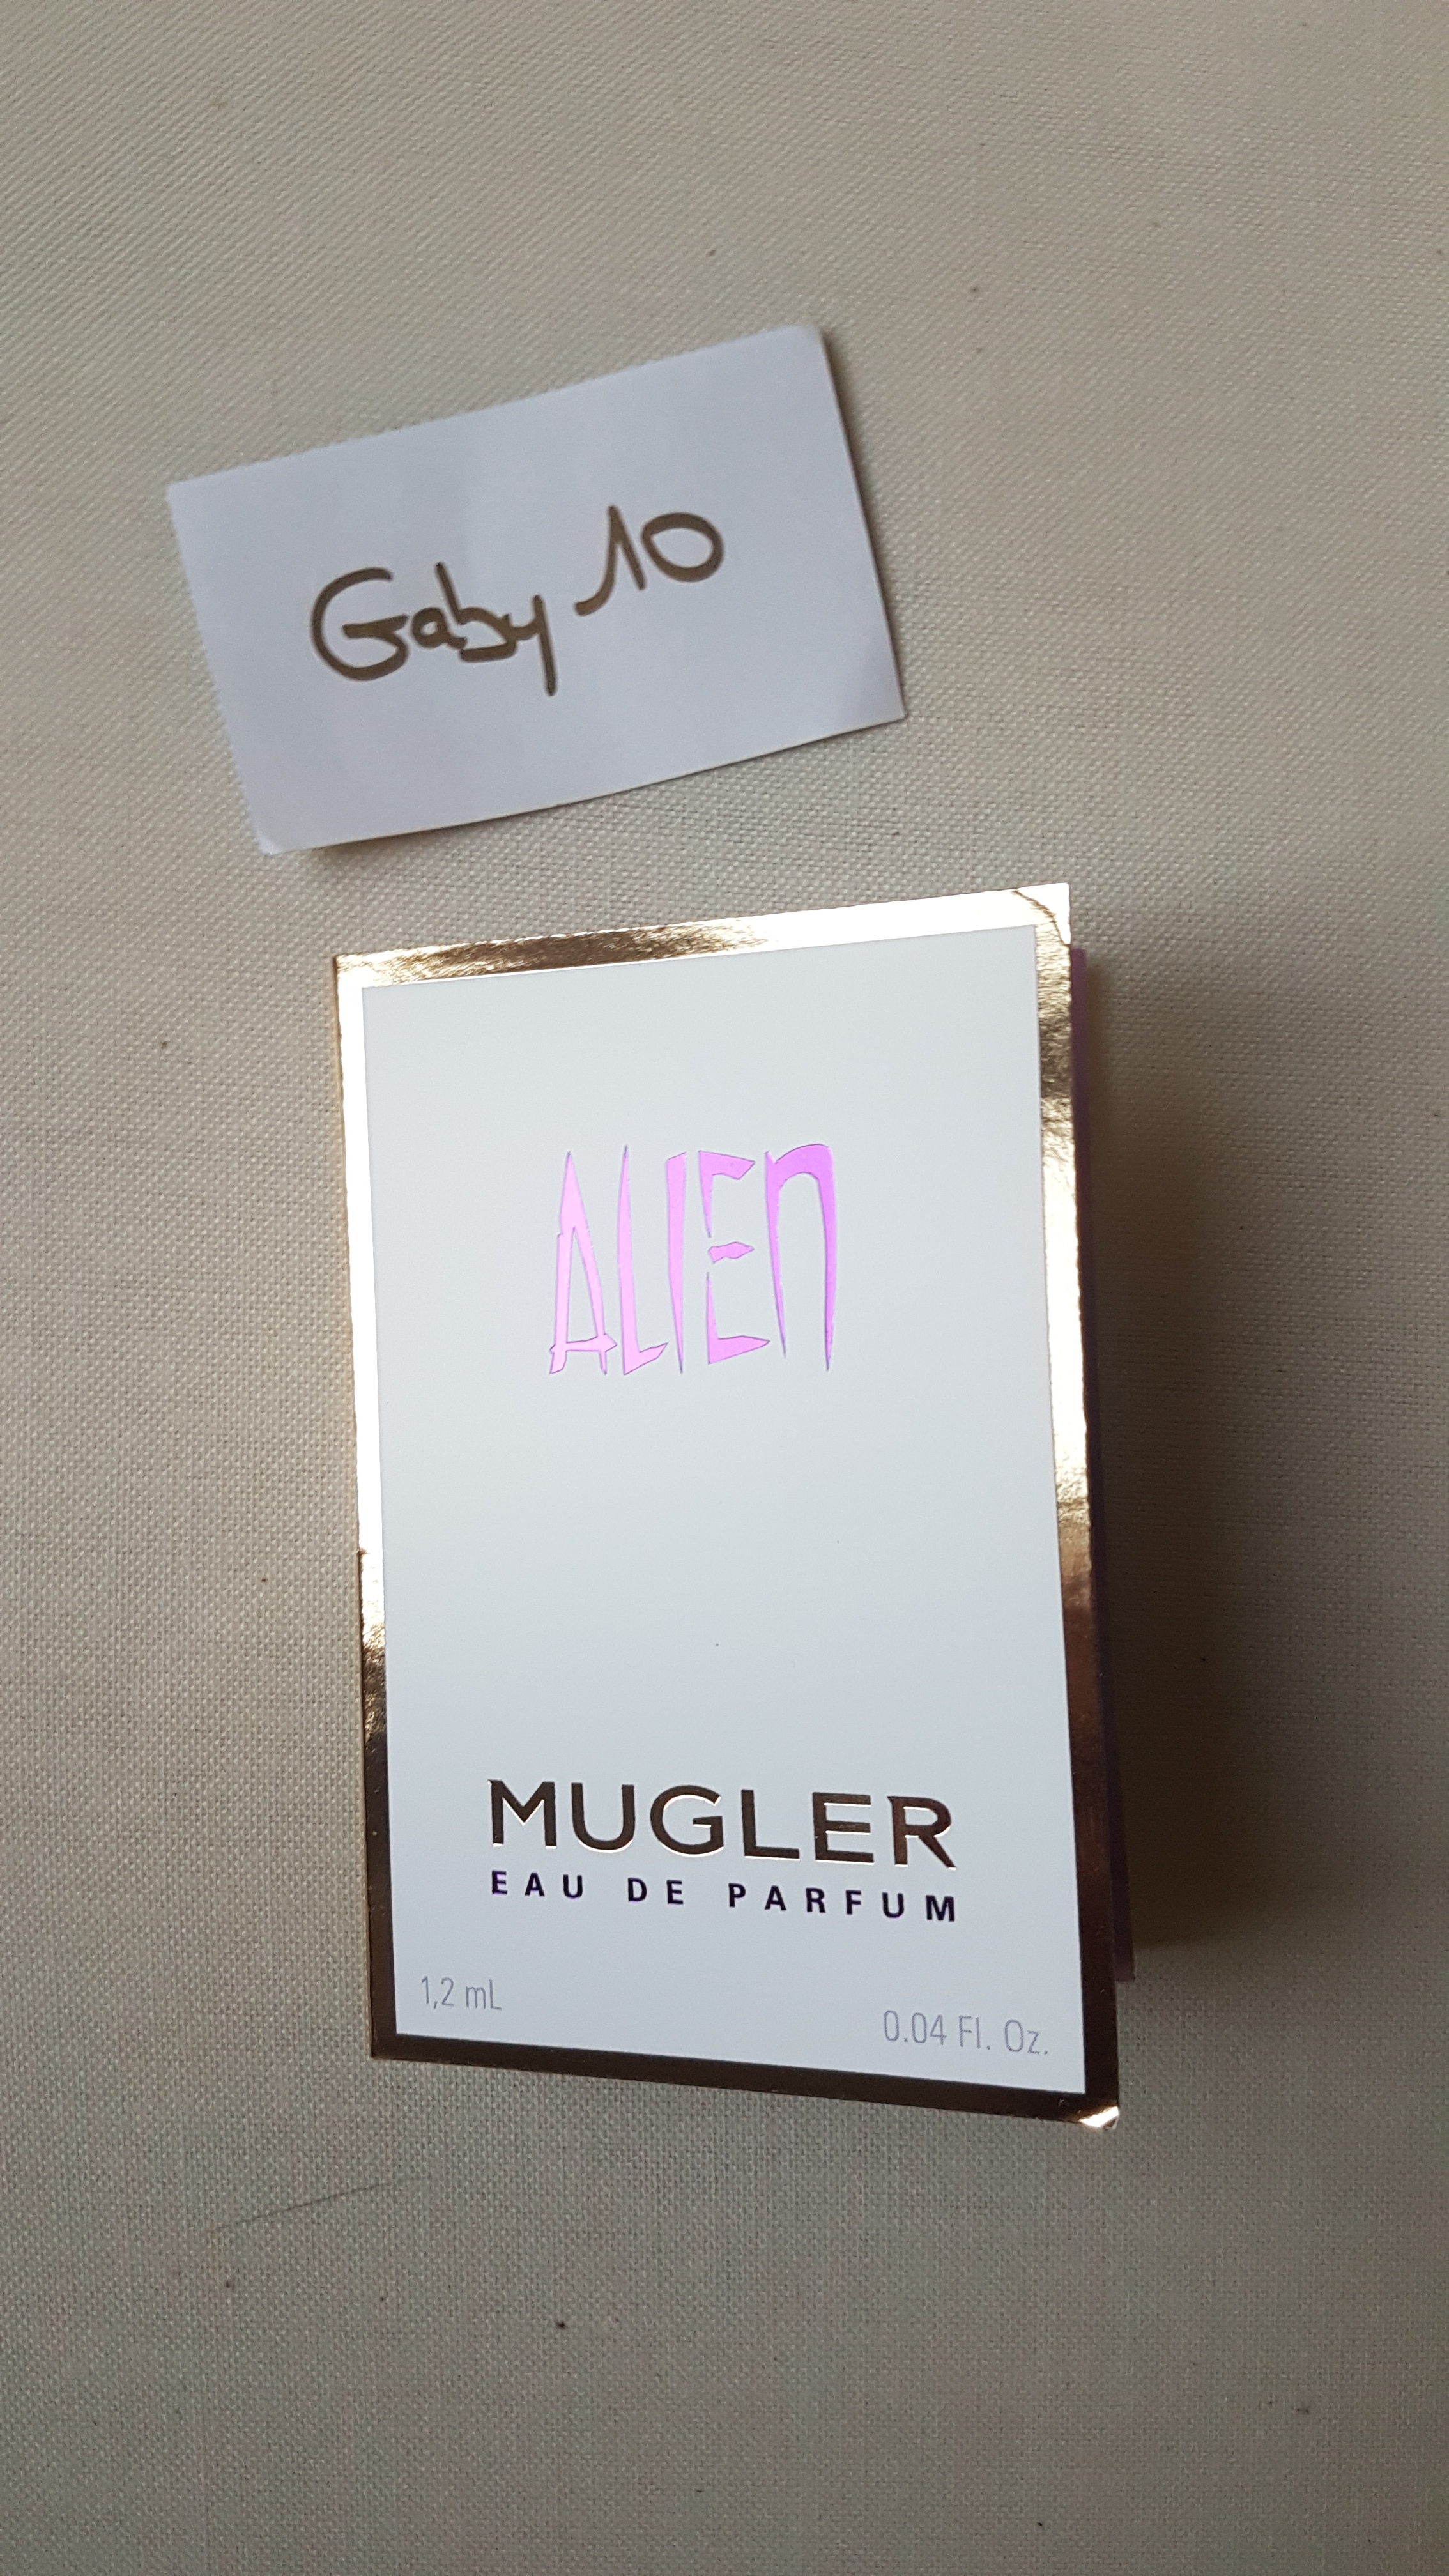 Gaby 10
ALIEN
MUGLER
EAU DE PARFUM
1,2 mL
0.04 Fl. Oz.